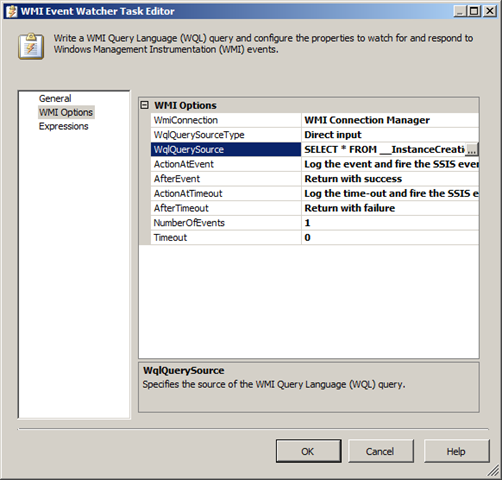 WMI Event Watcher Task Editor
Write a WMI Query Language (WQL) query and configure the properties to watch for and respond to
Windows Management Instrumentation (WMI) events.
General
WMI Options
Expressions
WMI Options
WmiConnection WMI Connection Manager
WqlQuerySourceType Direct input
WqlQuerySource SELECT * FROM __InstanceCreati ...
ActionAtEvent Log the event and fire the SSIS even
AfterEvent Return with success
ActionAtTimeout Log the time-out and fire the SSIS e
AfterTimeout Return with failure
NumberOfEvents 1
Timeout 0
WqlQuerySource
Specifies the source of the WMI Query Language (WQL) query.
OK Cancel Help